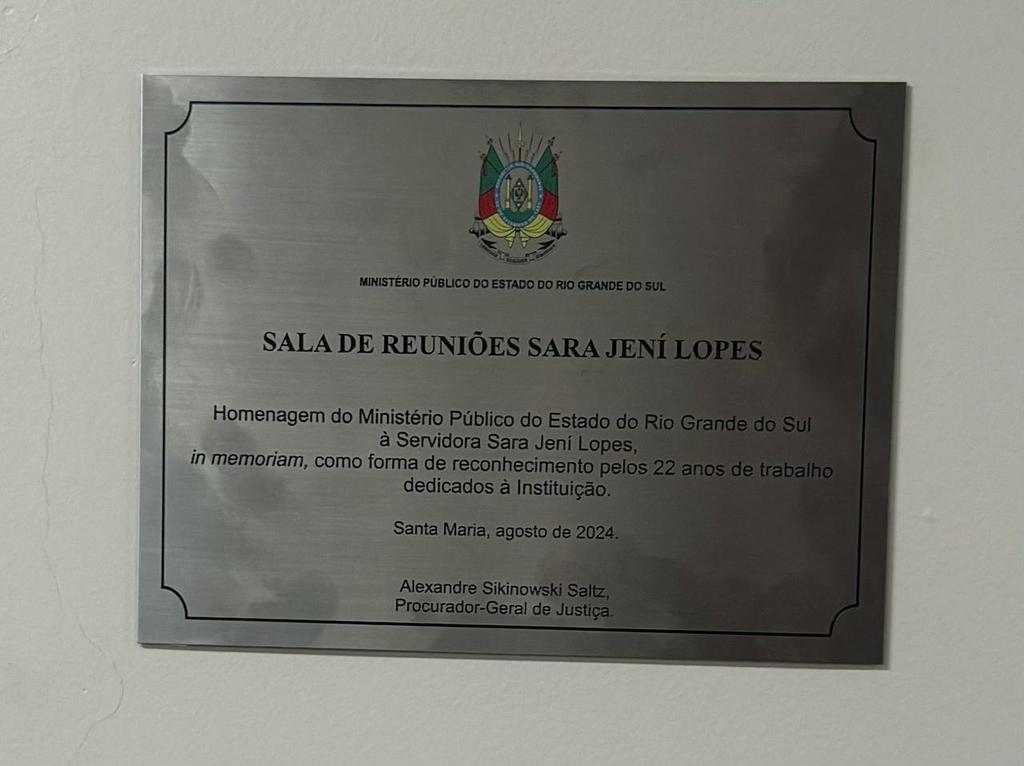 MINISTÉRIO PÚBLICO DO ESTADO DO RIO GRANDE DO SUL
SALA DE REUNIÕES SARA JENÍ LOPES
Homenagem do Ministério Público do Estado do Rio Grande do Sul
à Servidora Sara Jení Lopes,
in memoriam, como forma de reconhecimento pelos 22 anos de trabalho
dedicados à Instituição.
Santa Maria, agosto de 2024.
Alexandre Sikinowski Saltz,
Procurador-Geral de Justiça.